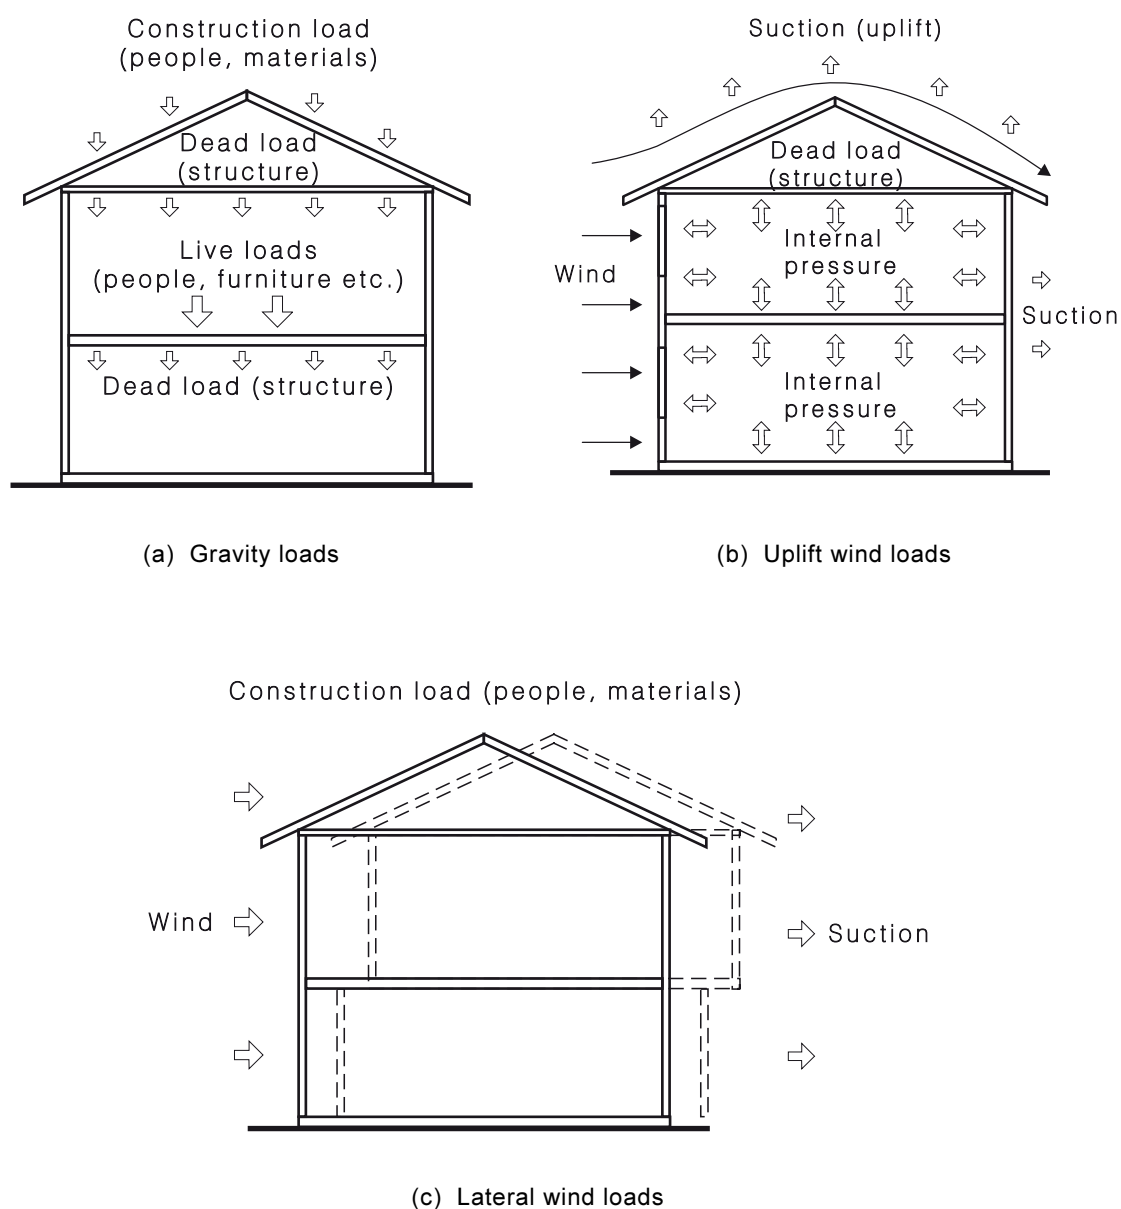 Construction load
(people, materials)
Dead load
(structure)
Live loads
(people, furniture etc.)
Dead load (structure)
(a) Gravity loads
Suction (uplift)
Dead load
(structure)
Internal
pressure
Wind
Suction
Internal
pressure
(b) Uplift wind loads
Construction load (people, materials)
Wind
Suction
(c) Lateral wind loads